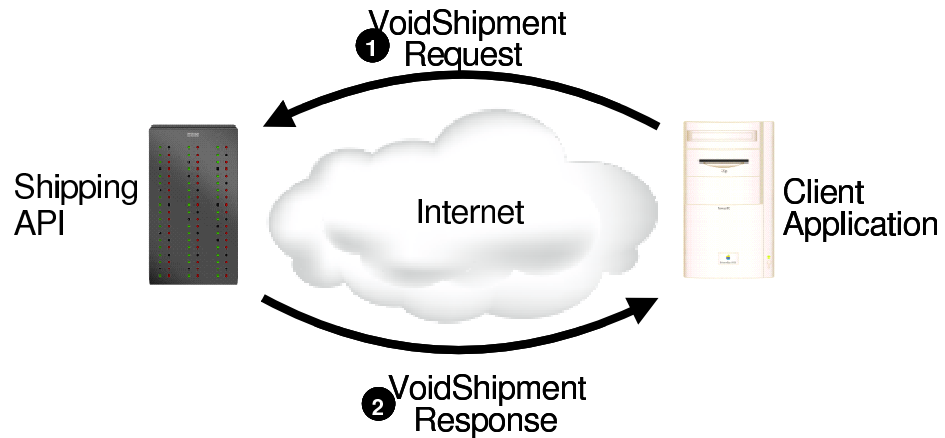 VoidShipment
1 Request
Shipping
API
Internet
Client
Application
VoidShipment
2 Response